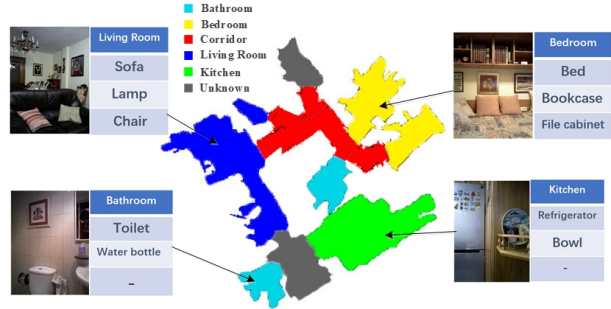 Living Room
Sofa
Lamp
Chair
Bathroom
Bedroom
Corridor
Living Room
Kitchen
Unknown
Bedroom
Bed
Bookcase
File cabinet
Bathroom
Toilet
Water bottle
–
Kitchen
Refrigerator
Bowl
-